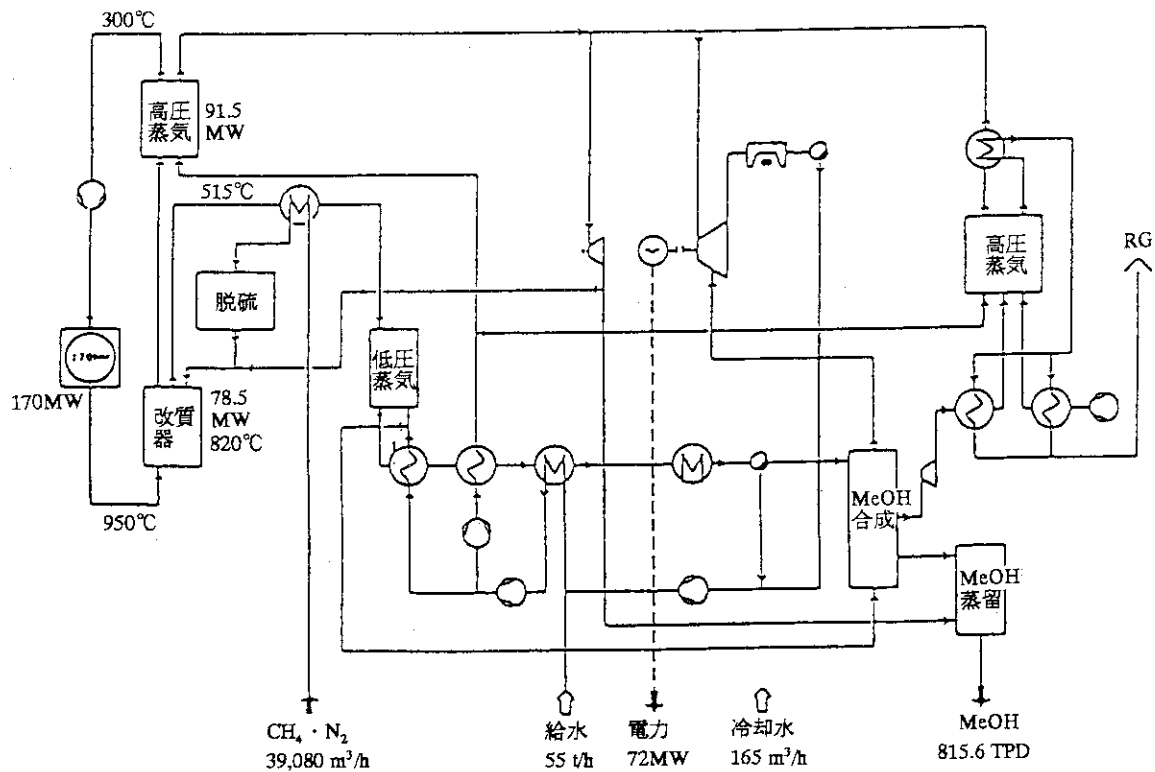 300℃
高圧
蒸気
91.5
MW
515℃
脱硫
170MW
改質
器
78.5
MW
820℃
950℃
低圧
蒸気
高圧
蒸気
RG
MeOH
合成
MeOH
蒸留
CH₄・N₂
39,080 m³/h
給水
55 t/h
電力
72MW
冷却水
165 m³/h
MeOH
815.6 TPD